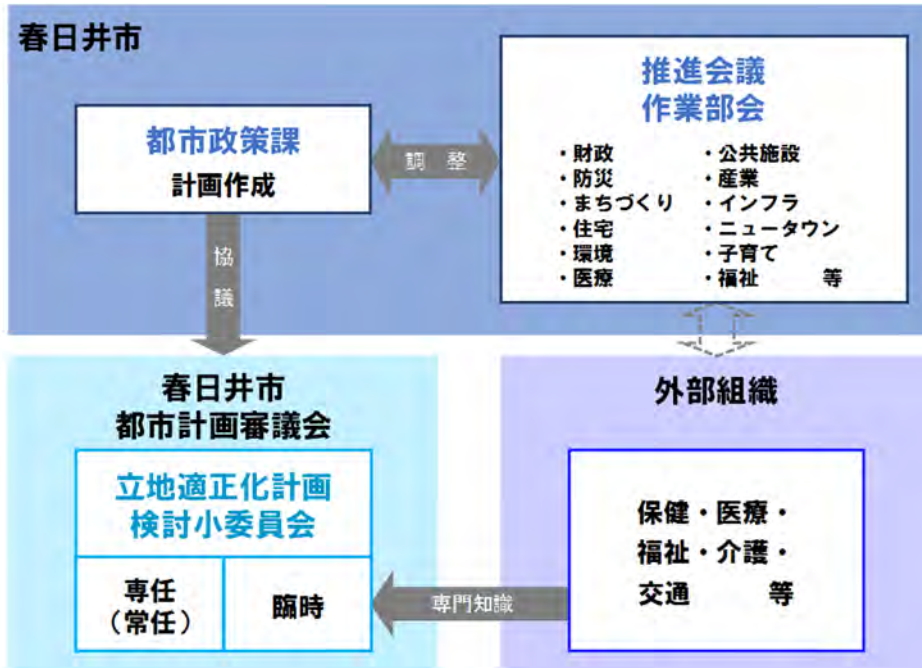 春日井市
都市政策課
計画作成
調 整
推進会議
作業部会
・財政
・防災
・まちづくり
・住宅
・環境
・医療
・公共施設
・産業
・インフラ
・ニュータウン
・子育て
・福祉 等
協
議
春日井市
都市計画審議会
立地適正化計画
検討小委員会
専任
（常任）
臨時
専門知識
外部組織
保健・医療・
福祉・介護・
交通 等